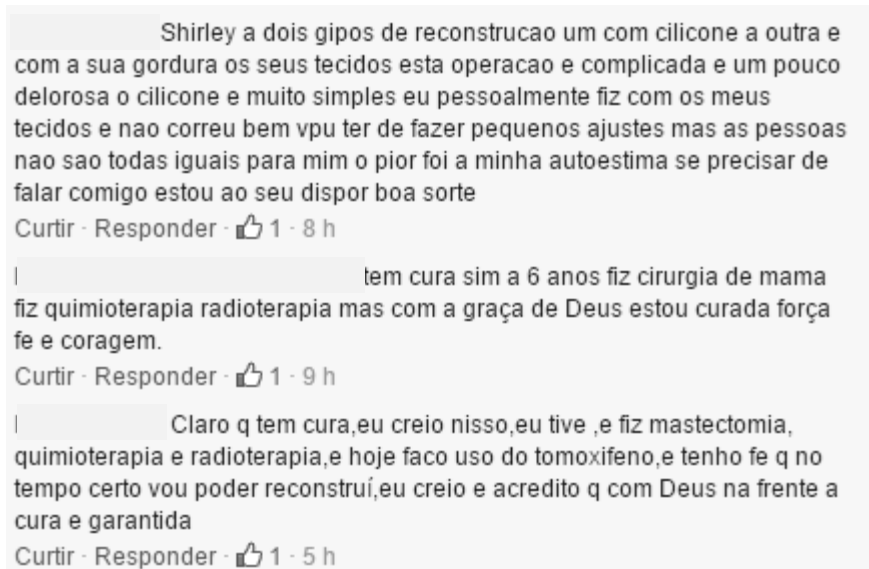 Shirley a dois gipos de reconstrucao um com cilicone a outra e
com a sua gordura os seus tecidos esta operacao e complicada e um pouco
delorosa o cilicone e muito simples eu pessoalmente fiz com os meus
tecidos e nao correu bem vpu ter de fazer pequenos ajustes mas as pessoas
nao sao todas iguais para mim o pior foi a minha autoestima se precisar de
falar comigo estou ao seu dispor boa sorte
Curtir · Responder · 1 · 8 h
tem cura sim a 6 anos fiz cirurgia de mama
fiz quimioterapia radioterapia mas com a graça de Deus estou curada força
fe e coragem.
Curtir · Responder · 1 · 9 h
Claro q tem cura,eu creio nisso,eu tive ,e fiz mastectomia,
quimioterapia e radioterapia,e hoje faco uso do tomoxifeno,e tenho fe q no
tempo certo vou poder reconstruí,eu creio e acredito q com Deus na frente a
cura e garantida
Curtir · Responder · 1 · 5 h